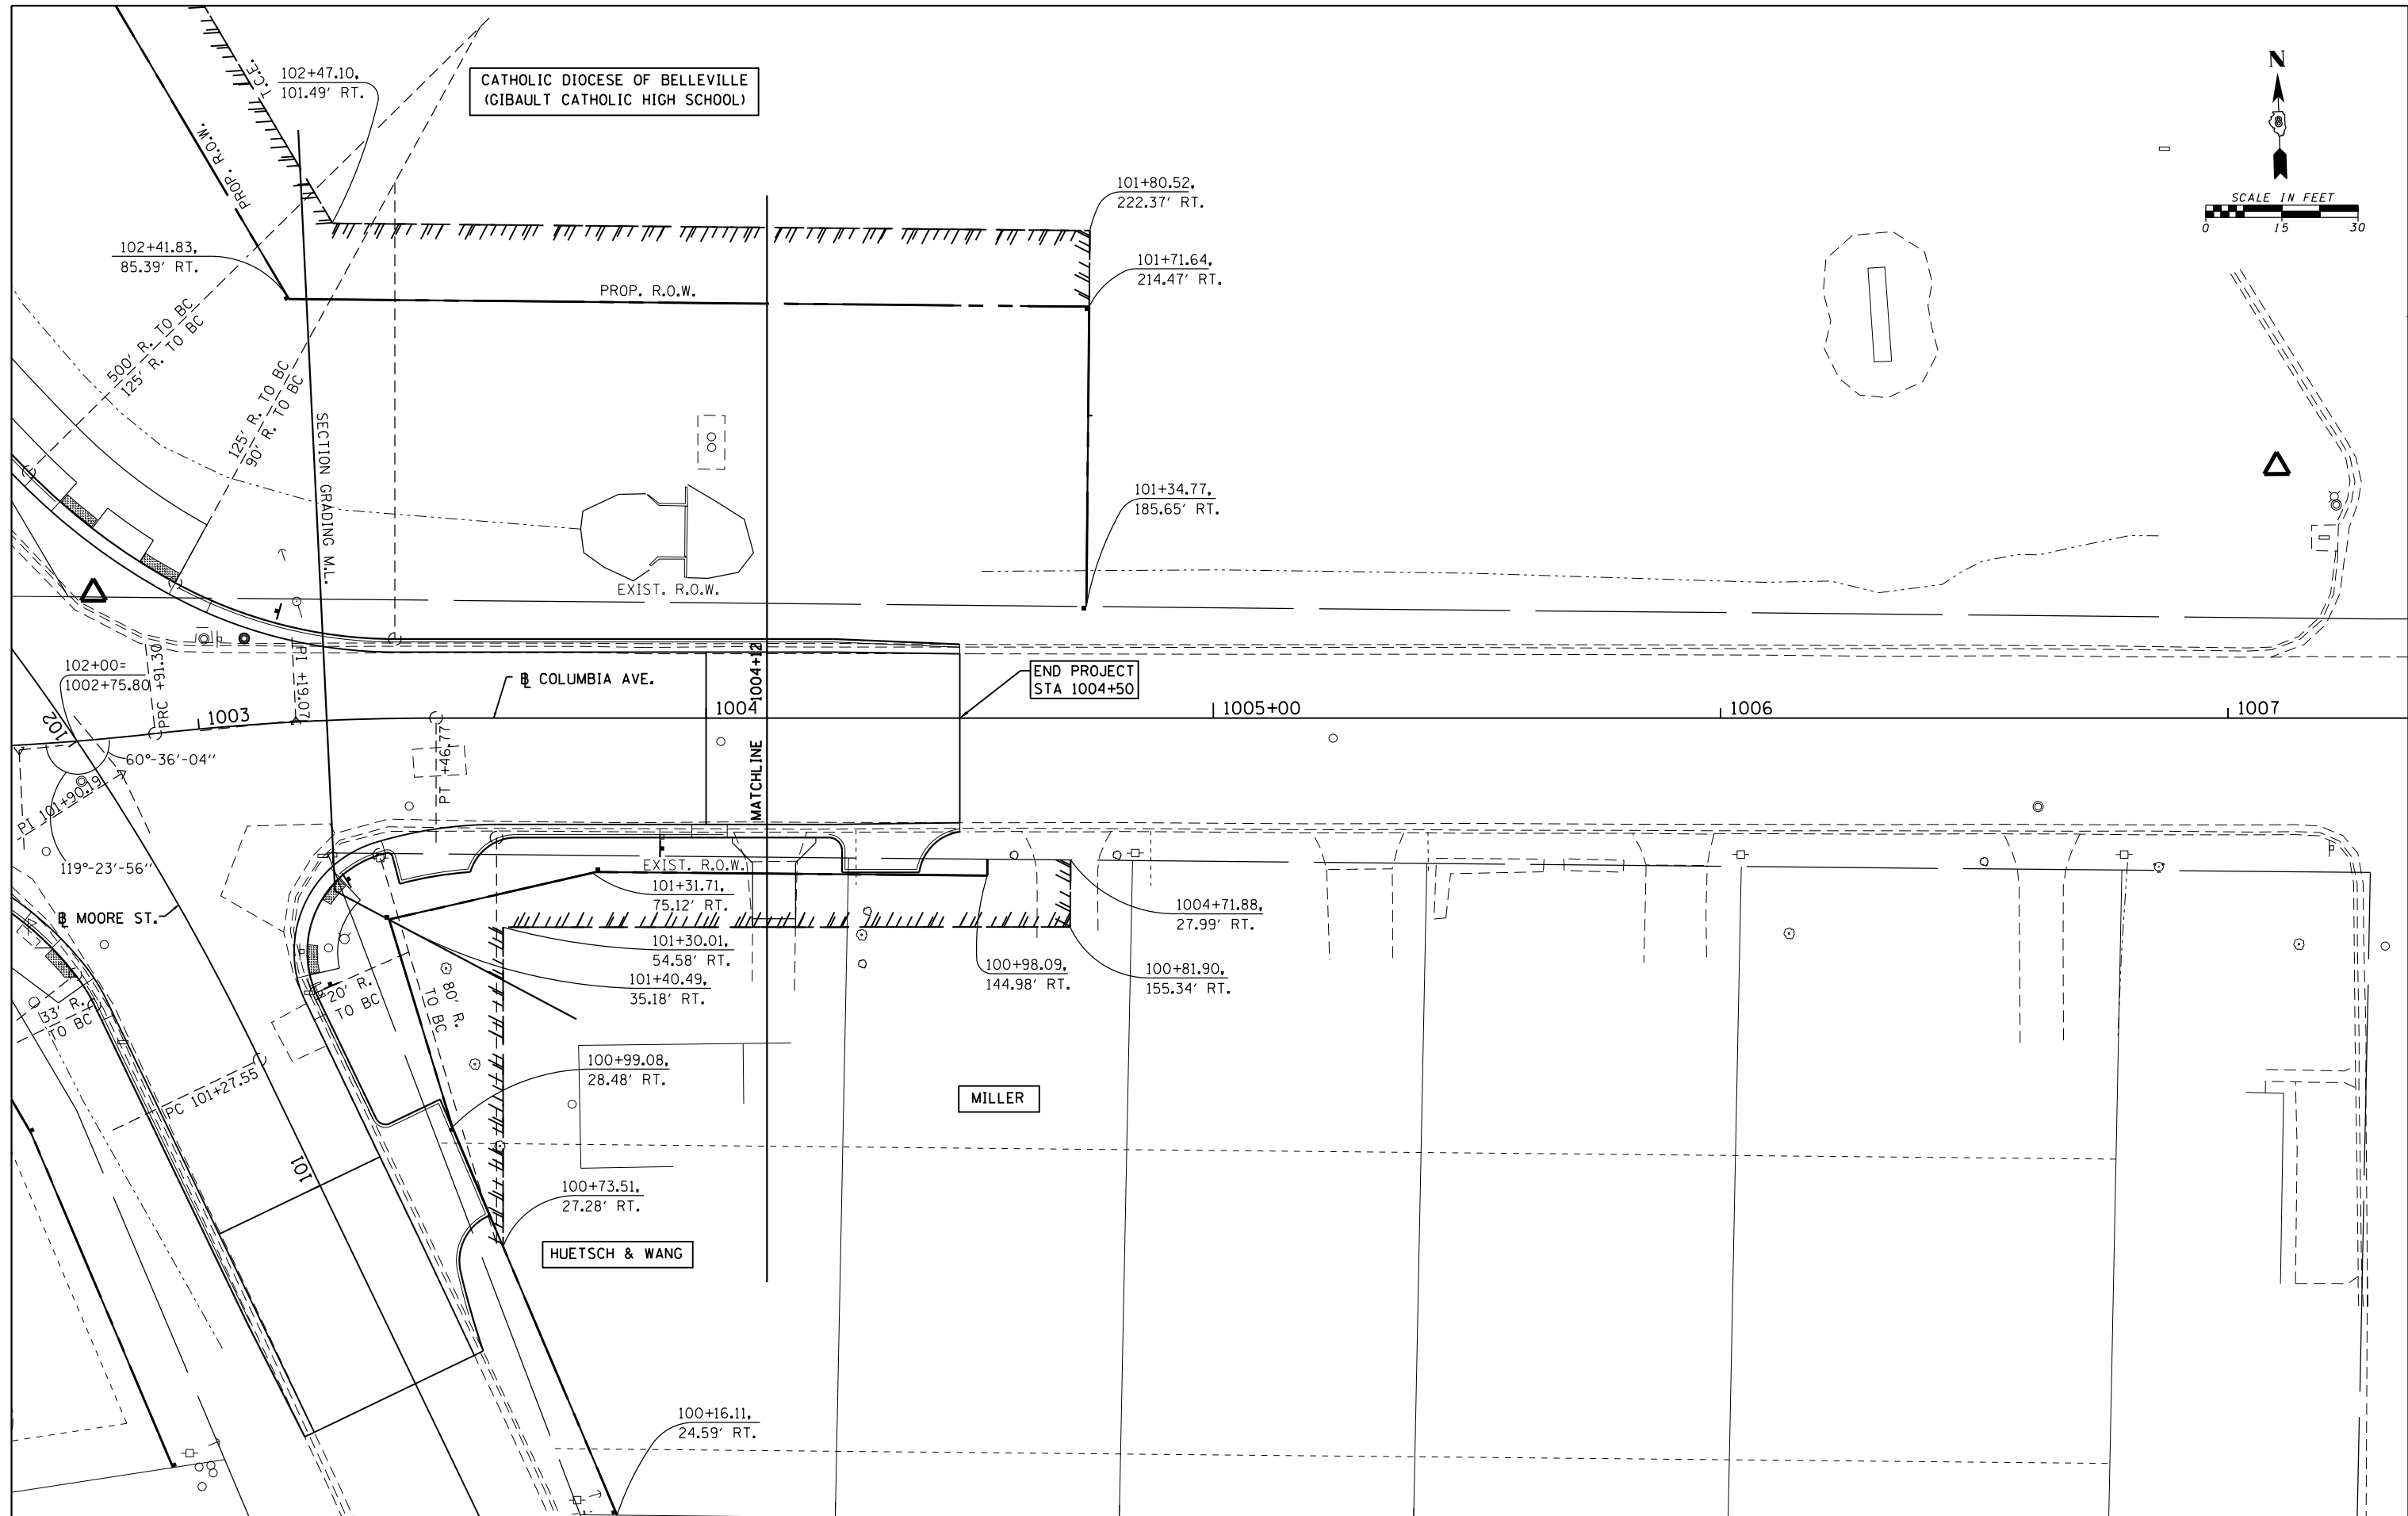 T.C.E.
102+47.10,
101.49' RT.
CATHOLIC DIOCESE OF BELLEVILLE
(GIBAULT CATHOLIC HIGH SCHOOL)
N
8
SCALE IN FEET
0 15 30
PROP. R.O.W.
101+80.52,
222.37' RT.
102+41.83,
85.39' RT.
101+71.64,
214.47' RT.
PROP. R.O.W.
500' R. TO BC
125' R. TO BC
125' R. TO BC
90' R. TO BC
SECTION GRADING M.L.
101+34.77,
185.65' RT.
EXIST. R.O.W.
102+00=
1002+75.80
PRC +91.30
PI +19.07
℄ COLUMBIA AVE.
MATCHLINE 1004+12
END PROJECT
STA 1004+50
102
1003
1004
1005+00
1006
1007
60°-36'-04''
PT +46.77
PI 101+90.19
119°-23'-56''
℄ MOORE ST.
EXIST. R.O.W.
101+31.71,
75.12' RT.
101+30.01,
54.58' RT.
101+40.49,
35.18' RT.
1004+71.88,
27.99' RT.
100+98.09,
144.98' RT.
100+81.90,
155.34' RT.
20' R.
TO BC
80' R.
TO BC
33' R.
TO BC
PC 101+27.55
100+99.08,
28.48' RT.
MILLER
101
100+73.51,
27.28' RT.
HUETSCH & WANG
100+16.11,
24.59' RT.